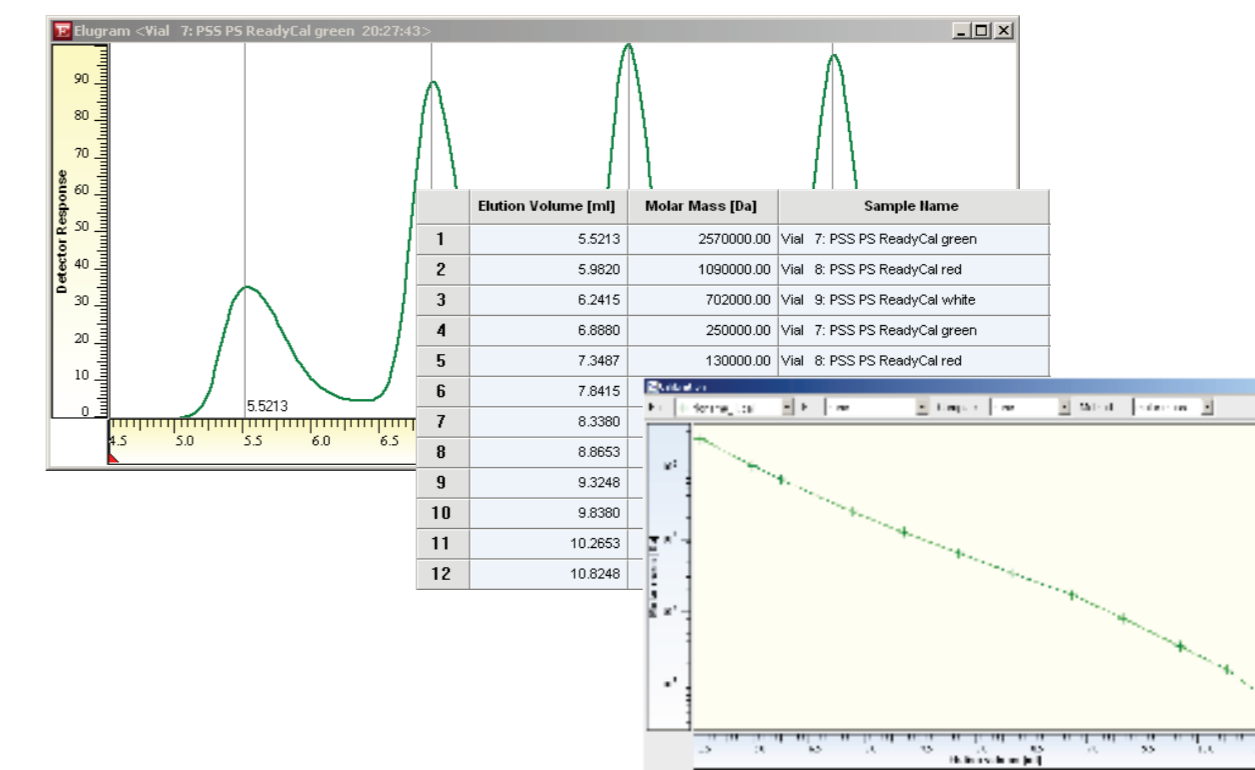 Elugram <Vial 7: PSS PS ReadyCal green 20:27:43>
90
80
70
60
50
40
30
20
10
0
Detector Response
5.5213
4.5 5.0 5.5 6.0 6.5
Elution Volume [ml] Molar Mass [Da] Sample Name
1 5.5213 2570000.00 Vial 7: PSS PS ReadyCal green
2 5.9820 1090000.00 Vial 8: PSS PS ReadyCal red
3 6.2415 702000.00 Vial 9: PSS PS ReadyCal white
4 6.8880 250000.00 Vial 7: PSS PS ReadyCal green
5 7.3487 130000.00 Vial 8: PSS PS ReadyCal red
6 7.8415
7 8.3380
8 8.8653
9 9.3248
10 9.8380
11 10.2653
12 10.8248
Elution volume [ml]